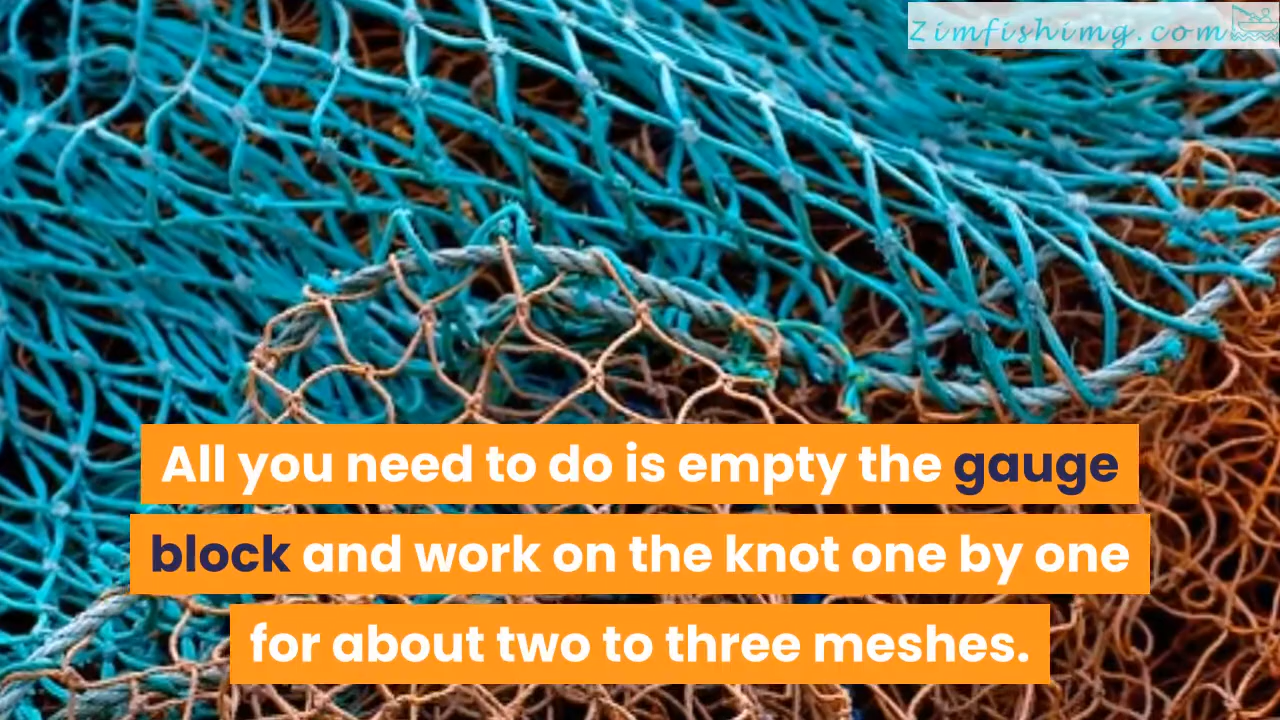 Zimfishimg.com
All you need to do is empty the gauge
block and work on the knot one by one
for about two to three meshes.